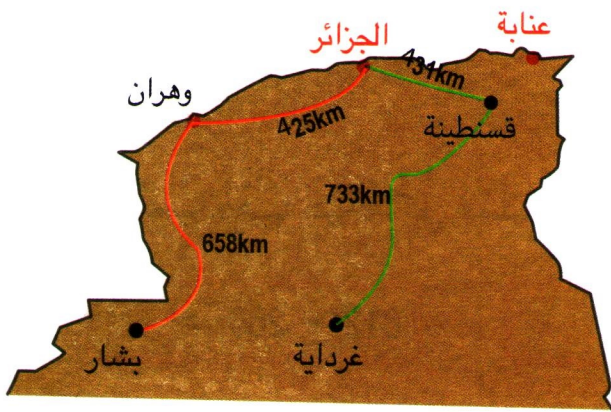 عنابة
الجزائر
431km
وهران
425km
قسنطينة
733km
658km
بشار
غرداية